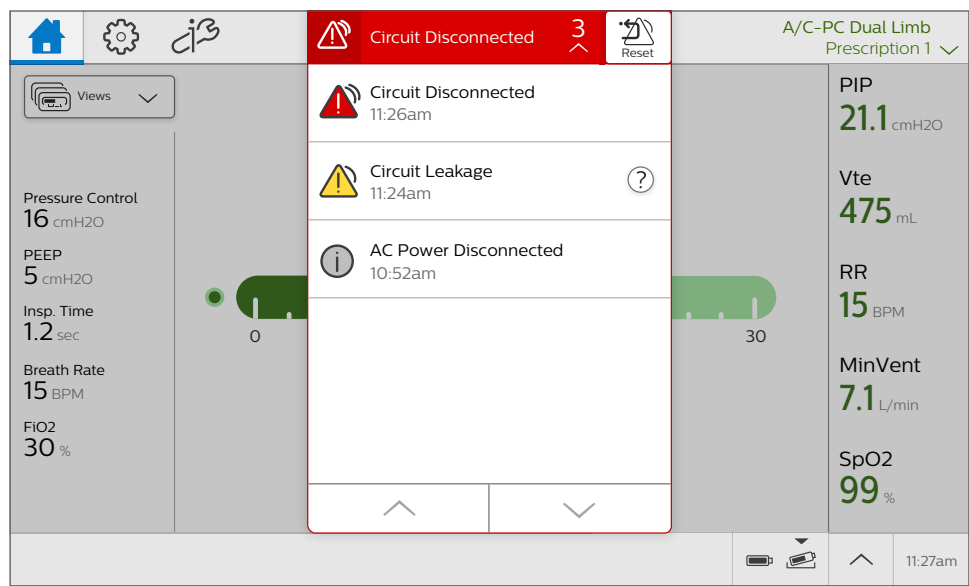 Circuit Disconnected
3
Reset
A/C-PC Dual Limb
Prescription 1
Views
Pressure Control
16 cmH2O
PEEP
5 cmH2O
Insp. Time
1.2 sec
Breath Rate
15 BPM
FiO2
30 %
0
Circuit Disconnected
11:26am
Circuit Leakage
11:24am
?
AC Power Disconnected
10:52am
30
PIP
21.1 cmH2O
Vte
475 mL
RR
15 BPM
MinVent
7.1 L/min
SpO2
99 %
11:27am